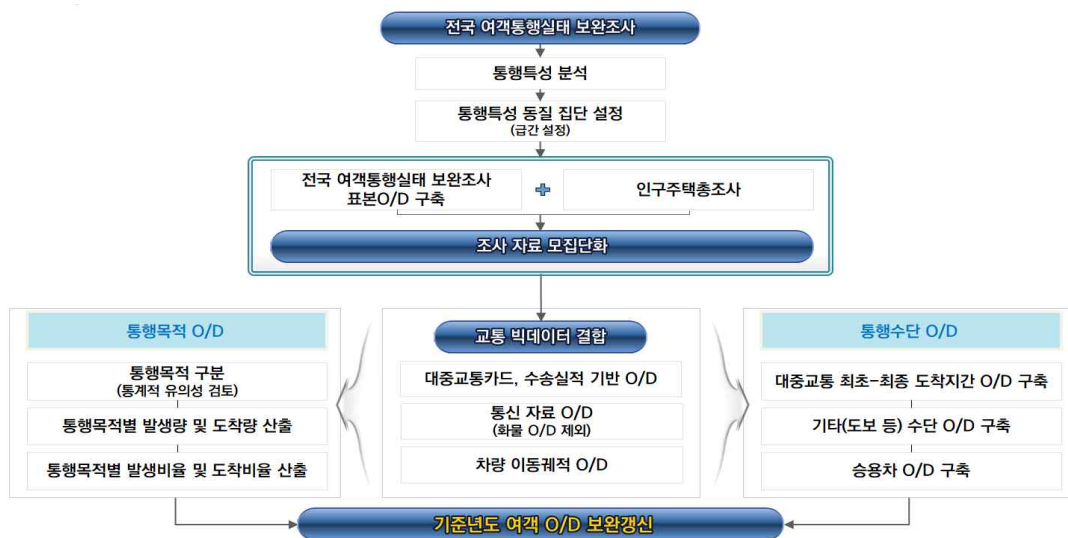 전국 여객통행실태 보완조사
통행특성 분석
통행특성 동질 집단 설정
(급간 설정)
전국 여객통행실태 보완조사
표본O/D 구축
인구주택총조사
조사 자료 모집단화
통행목적 O/D
통행목적 구분
(통계적 유의성 검토)
통행목적별 발생량 및 도착량 산출
통행목적별 발생비율 및 도착비율 산출
교통 빅데이터 결합
대중교통카드, 수송실적 기반 O/D
통신 자료 O/D
(화물 O/D 제외)
차량 이동궤적 O/D
통행수단 O/D
대중교통 최초-최종 도착지간 O/D 구축
기타(도보 등) 수단 O/D 구축
승용차 O/D 구축
기준년도 여객 O/D 보완갱신